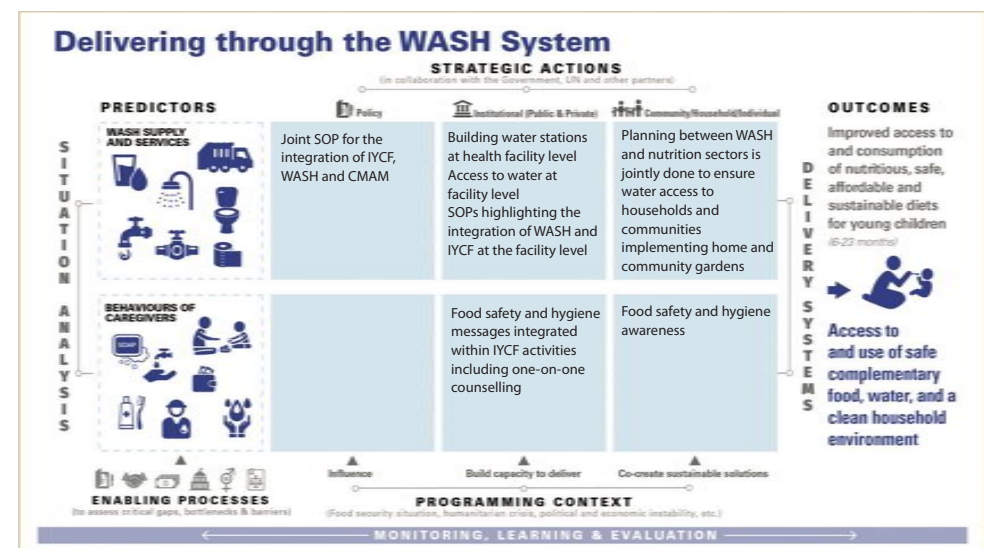 Delivering through the WASH System
STRATEGIC ACTIONS
(in collaboration with the Government, UN and other partners)
PREDICTORS
Policy
Institutional (Public & Private)
Community/Household/Individual
OUTCOMES
SITUATION ANALYSIS
WASH SUPPLY
AND SERVICES
Joint SOP for the
integration of IYCF,
WASH and CMAM
Building water stations
at health facility level
Access to water at
facility level
SOPs highlighting the
integration of WASH and
IYCF at the facility level
Planning between WASH
and nutrition sectors is
jointly done to ensure
water access to
households and
communities
implementing home and
community gardens
DELIVERY SYSTEMS
Improved access to
and consumption
of nutritious, safe,
affordable and
sustainable diets
for young children
(6-23 months)
BEHAVIOURS OF
CAREGIVERS
SOAP
Food safety and hygiene
messages integrated
within IYCF activities
including one-on-one
counselling
Food safety and hygiene
awareness
Access to
and use of safe
complementary
food, water, and a
clean household
environment
Influence
Build capacity to deliver
Co-create sustainable solutions
ENABLING PROCESSES
(to assess critical gaps, bottlenecks & barriers)
PROGRAMMING CONTEXT
(Food security situation, humanitarian crisis, political and economic instability, etc.)
MONITORING, LEARNING & EVALUATION